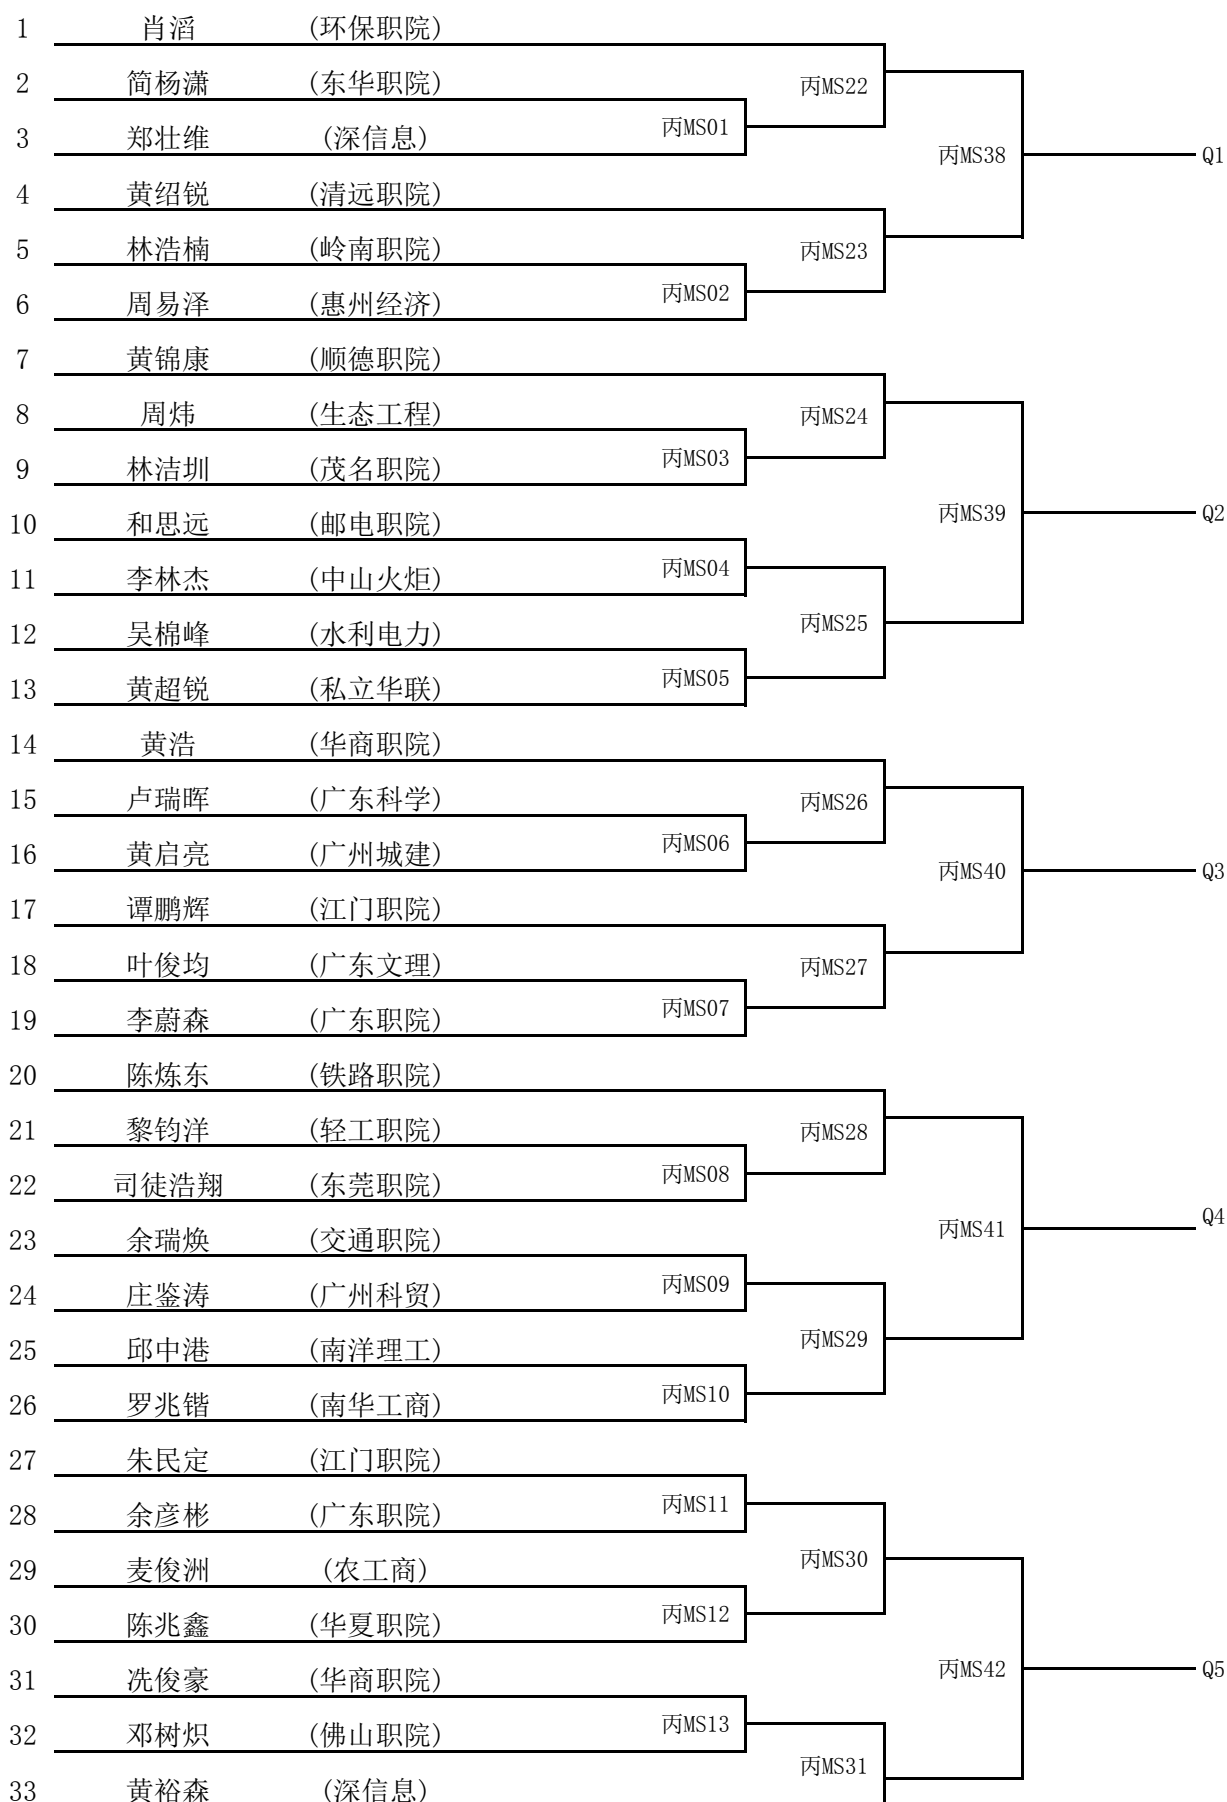 1 肖滔 (环保职院)
2 简杨潇 (东华职院) 丙MS22
3 郑壮维 (深信息) 丙MS01
丙MS38 Q1
4 黄绍锐 (清远职院)
5 林浩楠 (岭南职院) 丙MS23
6 周易泽 (惠州经济) 丙MS02
7 黄锦康 (顺德职院)
8 周炜 (生态工程) 丙MS24
9 林洁圳 (茂名职院) 丙MS03
10 和思远 (邮电职院) 丙MS39 Q2
11 李林杰 (中山火炬) 丙MS04
12 吴棉峰 (水利电力) 丙MS25
13 黄超锐 (私立华联) 丙MS05
14 黄浩 (华商职院)
15 卢瑞晖 (广东科学) 丙MS26
16 黄启亮 (广州城建) 丙MS06
丙MS40 Q3
17 谭鹏辉 (江门职院)
18 叶俊均 (广东文理) 丙MS27
19 李蔚森 (广东职院) 丙MS07
20 陈炼东 (铁路职院)
21 黎钧洋 (轻工职院) 丙MS28
22 司徒浩翔 (东莞职院) 丙MS08
23 余瑞焕 (交通职院) 丙MS41 Q4
24 庄鉴涛 (广州科贸) 丙MS09
25 邱中港 (南洋理工) 丙MS29
26 罗兆锴 (南华工商) 丙MS10
27 朱民定 (江门职院)
28 余彦彬 (广东职院) 丙MS11
29 麦俊洲 (农工商) 丙MS30
30 陈兆鑫 (华夏职院) 丙MS12
31 冼俊豪 (华商职院) 丙MS42 Q5
32 邓树炽 (佛山职院) 丙MS13
丙MS31
33 黄裕森 (深信息)